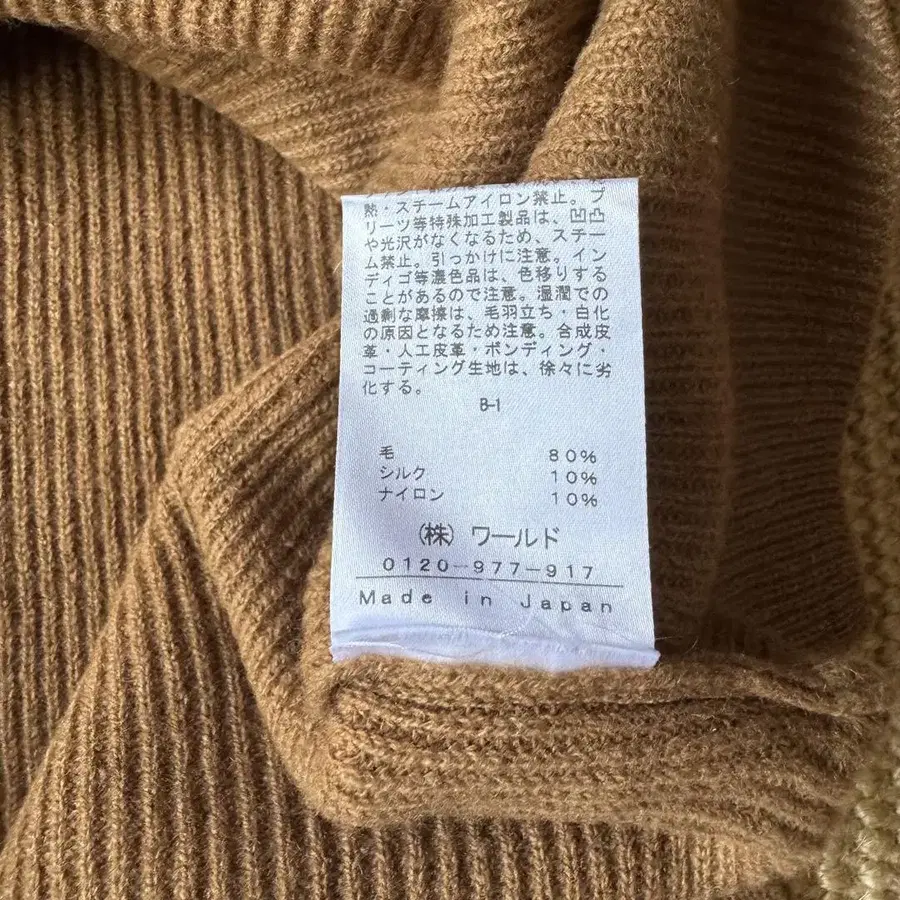 熱・スチームアイロン禁止。プ
リーツ等特殊加工製品は、凹凸
や光沢がなくなるため、スチー
ム禁止。引っかけに注意。イン
ディゴ等濃色品は、色移りする
ことがあるので注意。湿潤での
過剰な摩擦は、毛羽立ち・白化
の原因となるため注意。合成皮
革・人工皮革・ボンディング・
コーティング生地は、徐々に劣
化する。
B-1
毛 80%
シルク 10%
ナイロン 10%
(株) ワールド
0120-977-917
Made in Japan